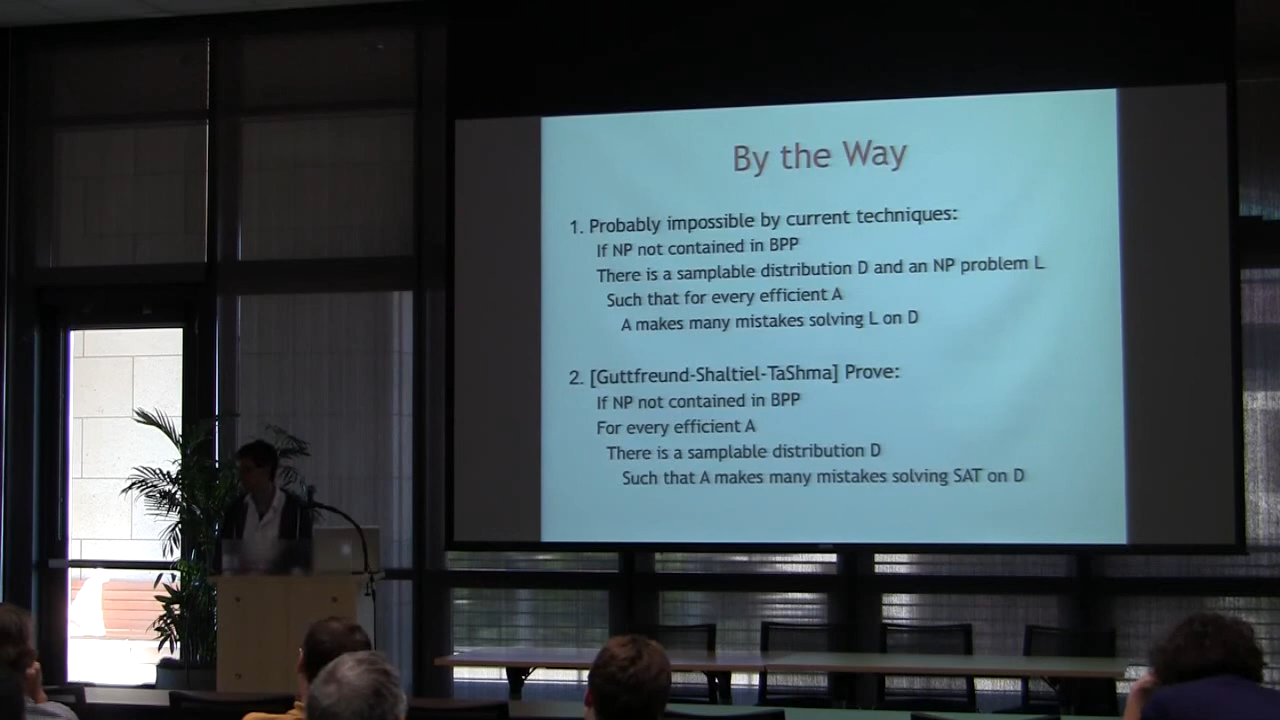 By the Way
1. Probably impossible by current techniques:
If NP not contained in BPP
There is a samplable distribution D and an NP problem L
Such that for every efficient A
A makes many mistakes solving L on D
2. [Guttfreund-Shaltiel-TaShma] Prove:
If NP not contained in BPP
For every efficient A
There is a samplable distribution D
Such that A makes many mistakes solving SAT on D